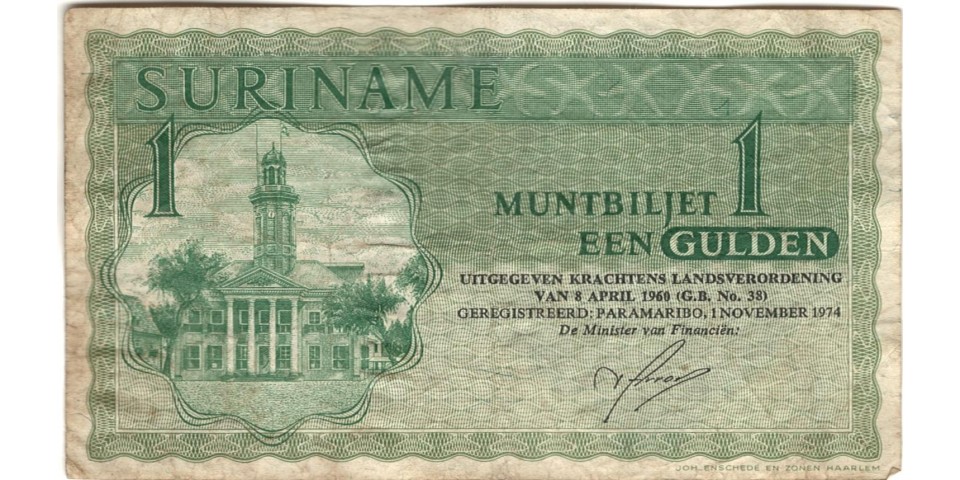 SURINAME
1
MUNTBILJET 1
EEN GULDEN
UITGEGEVEN KRACHTENS LANDSVERORDENING
VAN 8 APRIL 1960 (G.B. No. 38)
GEREGISTREERD: PARAMARIBO, 1 NOVEMBER 1974
De Minister van Financiën:
JOH. ENSCHEDÉ EN ZONEN HAARLEM